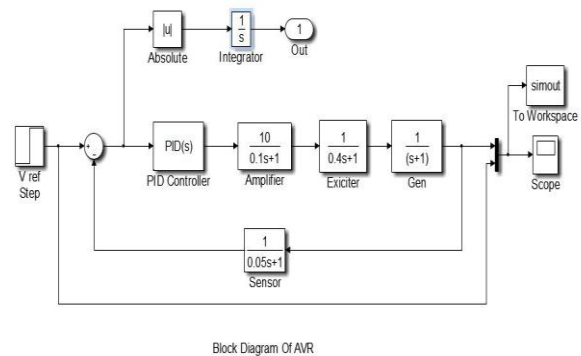 |u|
Absolute
1
s
Integrator
1
Out
simout
To Workspace
V ref
Step
+
-
PID(s)
PID Controller
10
0.1s+1
Amplifier
1
0.4s+1
Exiciter
1
(s+1)
Gen
Scope
1
0.05s+1
Sensor
Block Diagram Of AVR